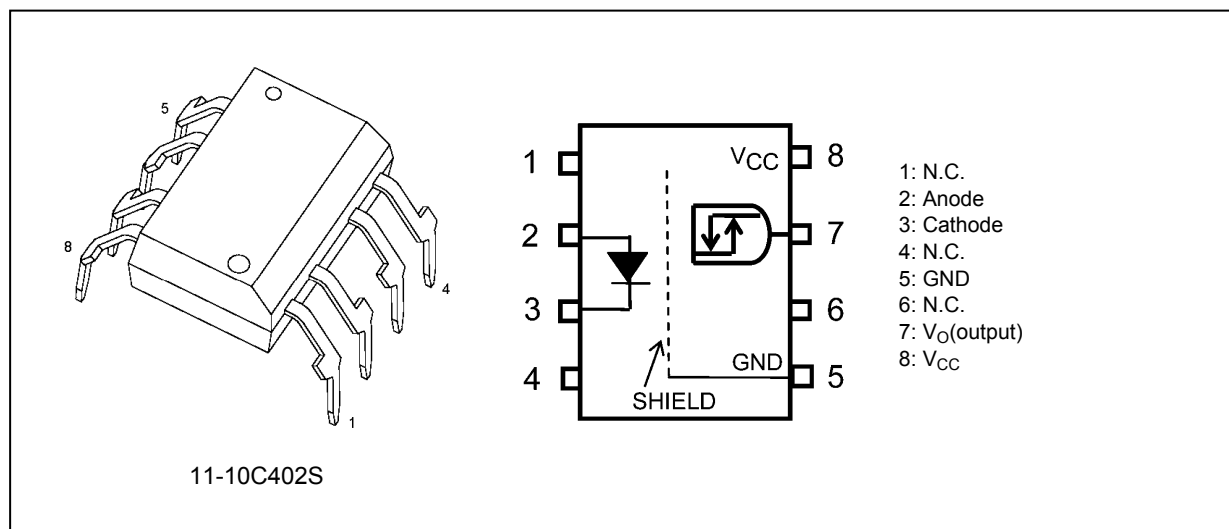 5
8
4
1
11-10C402S
1
2
3
4
VCC
8
7
6
GND
5
SHIELD
1: N.C.
2: Anode
3: Cathode
4: N.C.
5: GND
6: N.C.
7: VO(output)
8: VCC